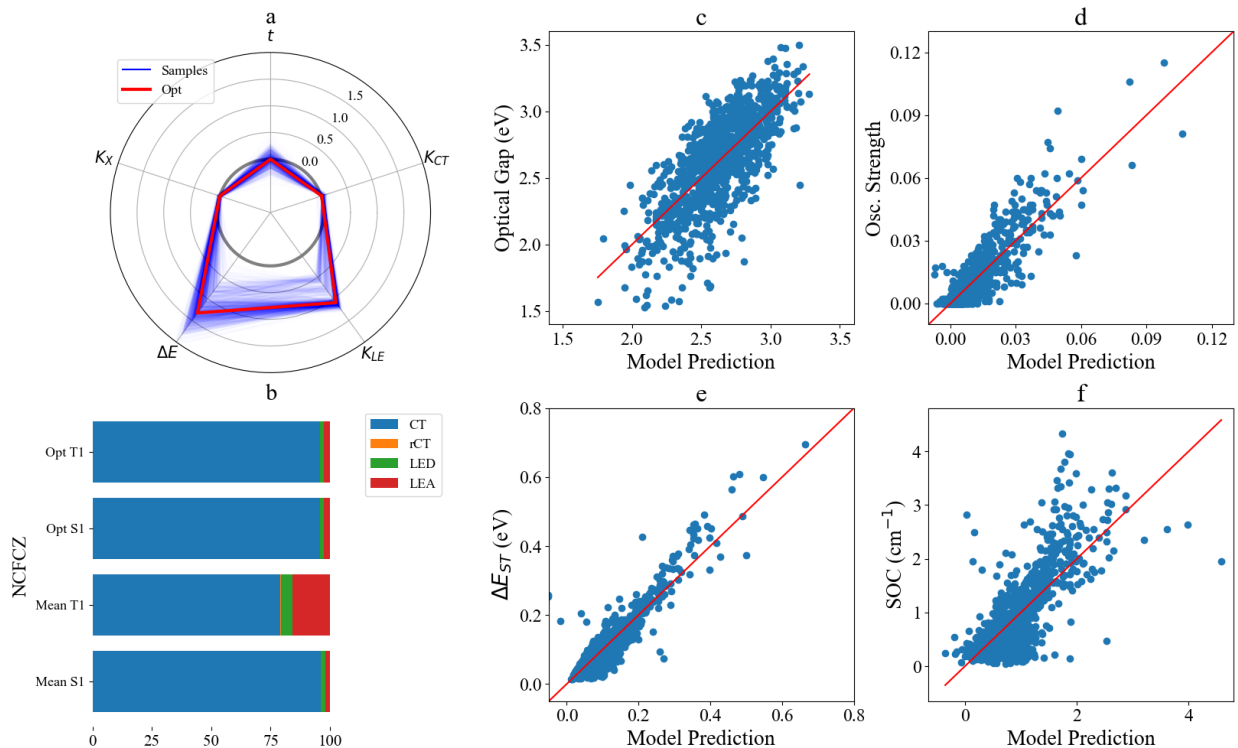 a
t
Samples
Opt
1.5
1.0
0.5
0.0
K_X
K_CT
ΔE
K_LE
b
CT
rCT
LED
LEA
NCFCZ
Opt T1
Opt S1
Mean T1
Mean S1
0 25 50 75 100
c
Optical Gap (eV)
3.5
3.0
2.5
2.0
1.5
1.5 2.0 2.5 3.0 3.5
Model Prediction
d
Osc. Strength
0.12
0.09
0.06
0.03
0.00
0.00 0.03 0.06 0.09 0.12
Model Prediction
e
ΔE_ST (eV)
0.8
0.6
0.4
0.2
0.0
0.0 0.2 0.4 0.6 0.8
Model Prediction
f
SOC (cm⁻¹)
4
3
2
1
0
0 2 4
Model Prediction